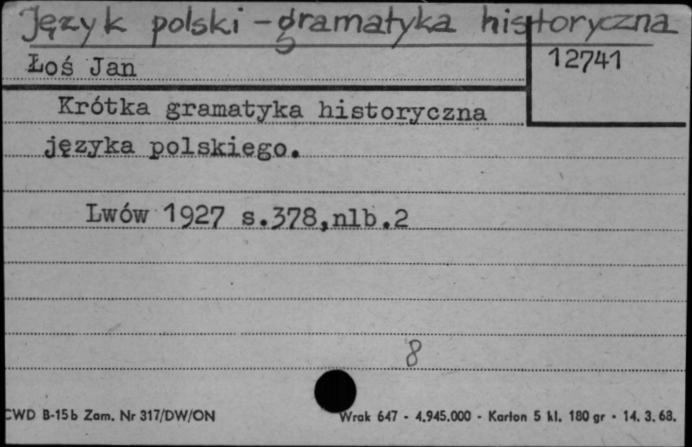 Język polski - gramatyka historyczna
Łoś Jan
12741
Krótka gramatyka historyczna
języka polskiego.
Lwów 1927 s.378,nlb.2
8
CWD B-15b Zam. Nr 317/DW/ON
Wrak 647 - 4.945.000 - Karton 5 kl. 180 gr - 14. 3. 68.